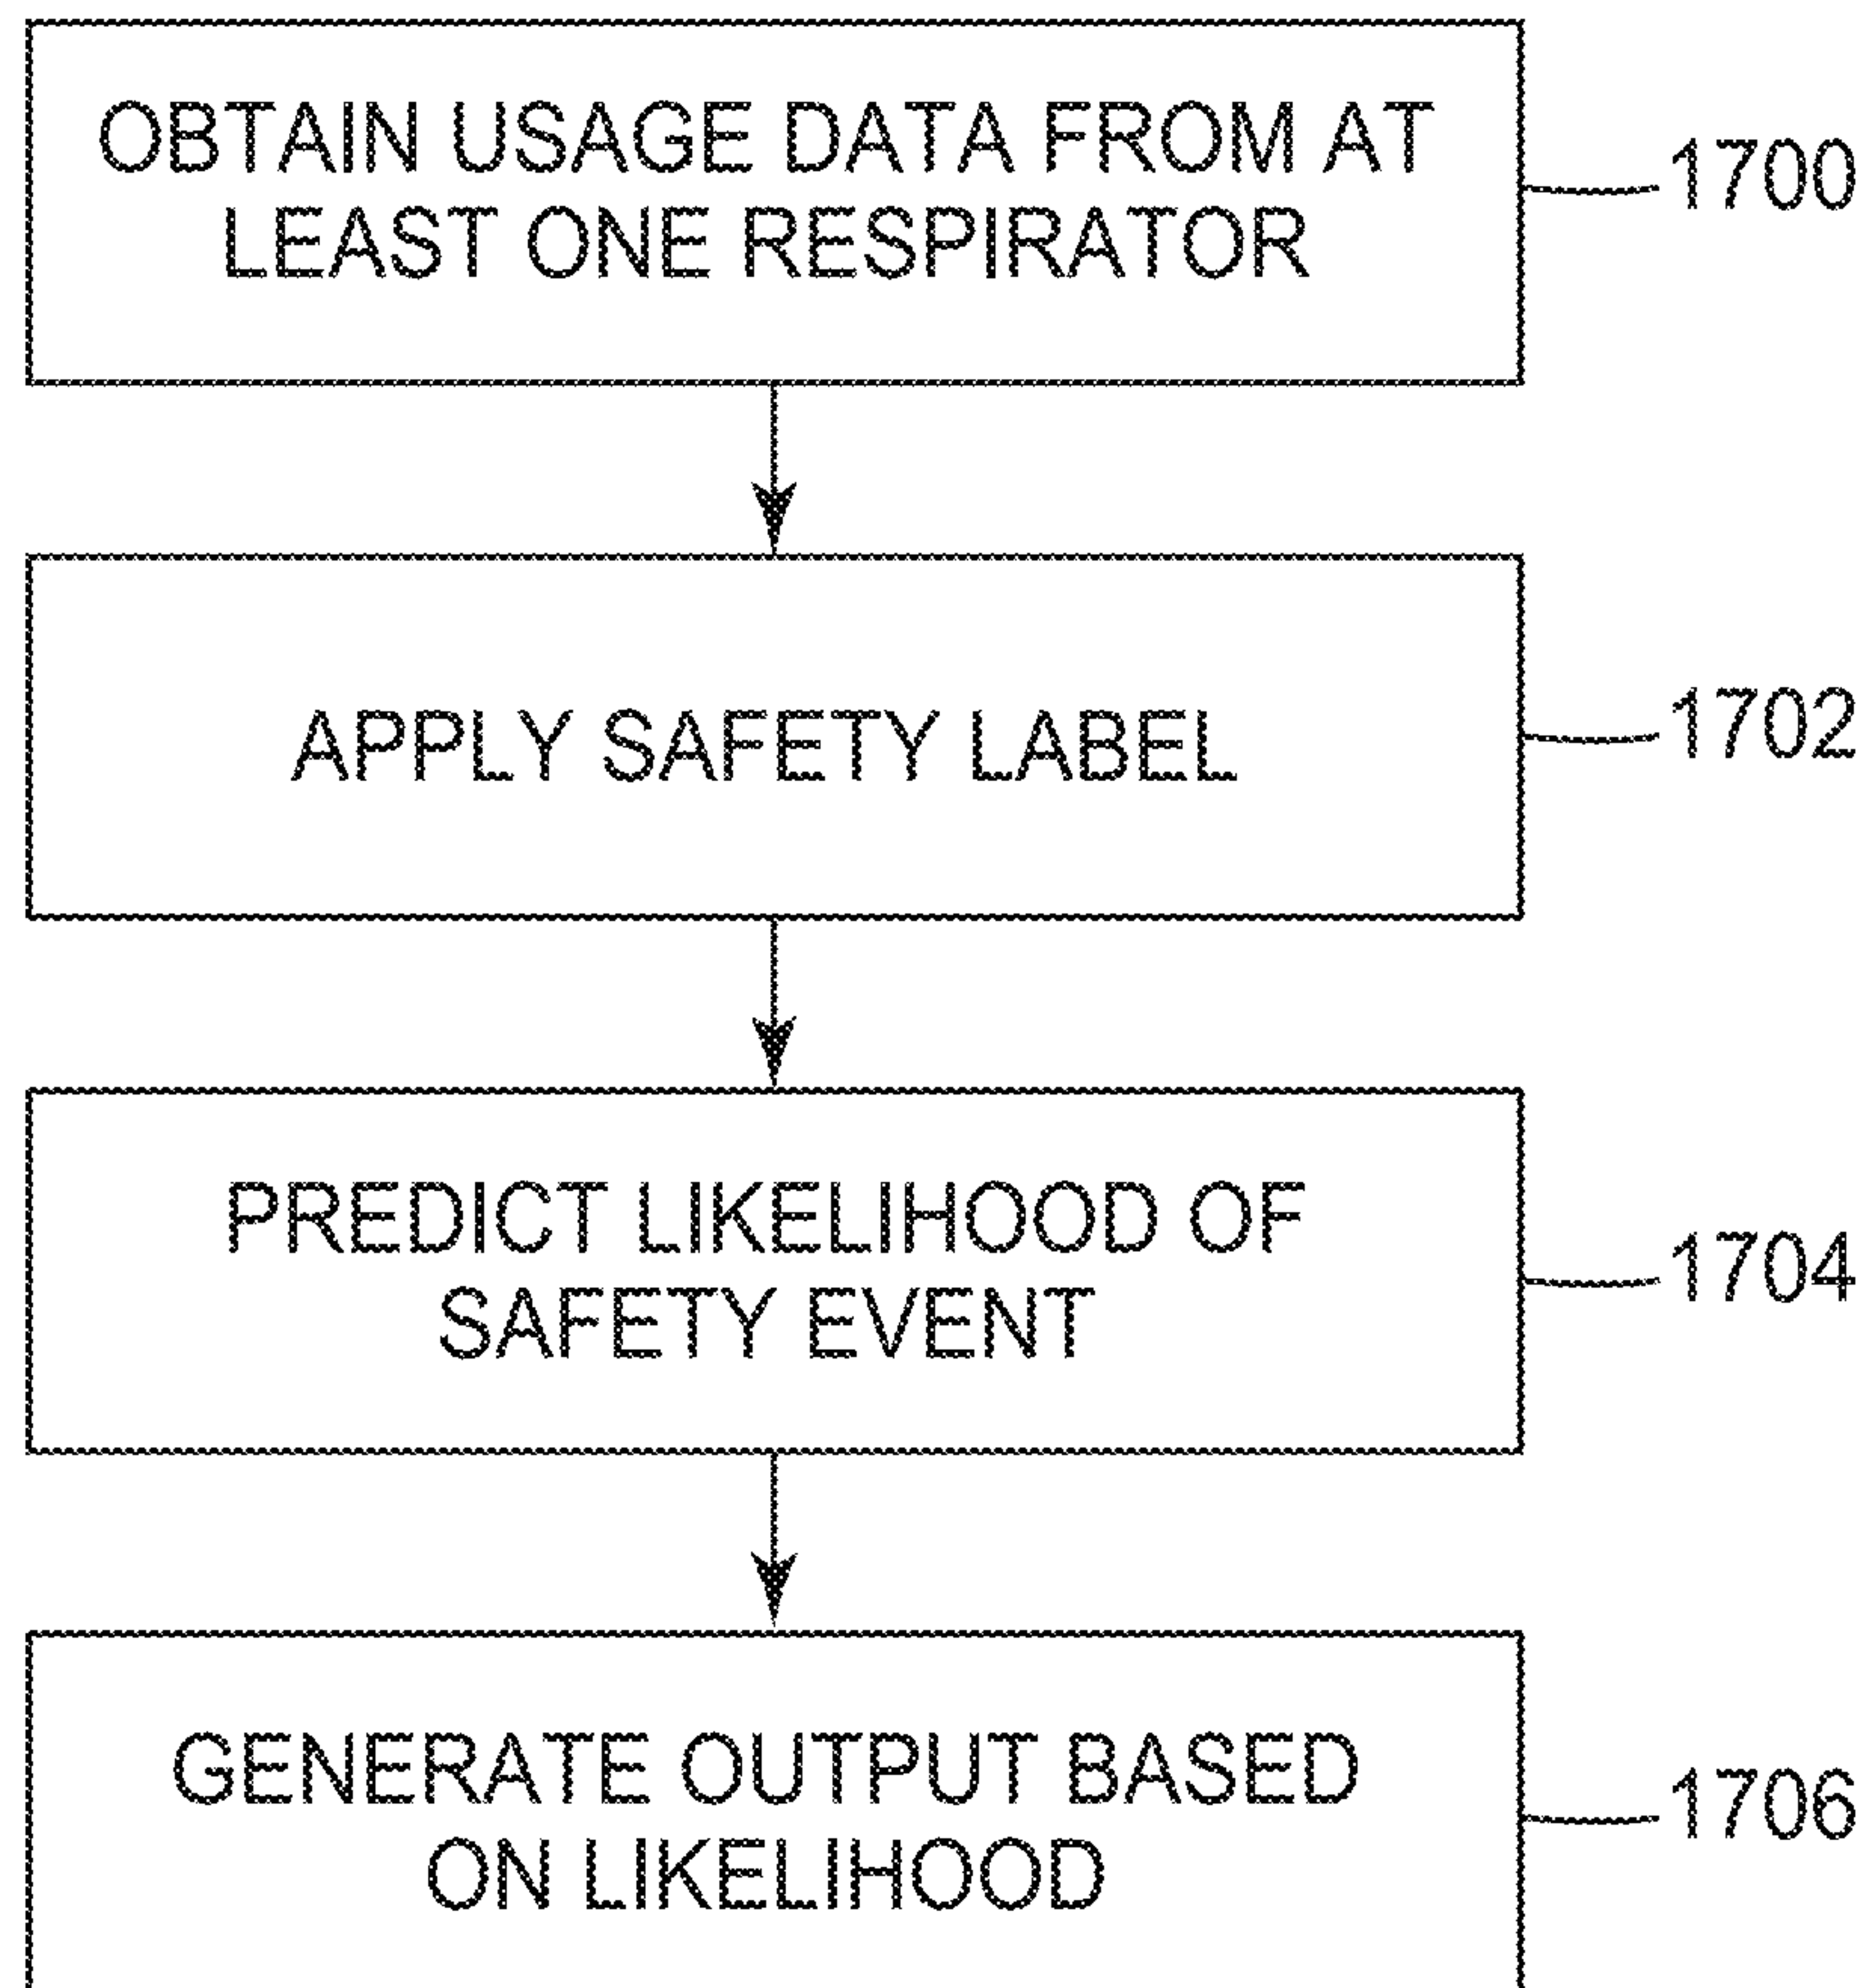 OBTAIN USAGE DATA FROM AT
LEAST ONE RESPIRATOR
1700
APPLY SAFETY LABEL
1702
PREDICT LIKELIHOOD OF
SAFETY EVENT
1704
GENERATE OUTPUT BASED
ON LIKELIHOOD
1706